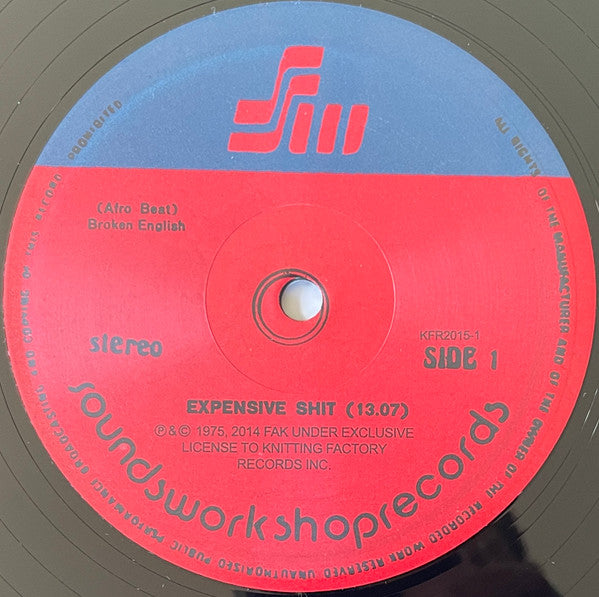 (Afro Beat)
Broken English
stereo
KFR2015-1
SIDE 1
EXPENSIVE SHIT (13.07)
℗ & © 1975, 2014 FAK UNDER EXCLUSIVE
LICENSE TO KNITTING FACTORY
RECORDS INC.
soundsworkshoprecords
ALL RIGHTS OF THE MANUFACTURER AND OF THE OWNER OF THE RECORDED WORK RESERVED UNAUTHORISED PUBLIC PERFORMANCE BROADCASTING AND COPYING OF THIS RECORD PROHIBITED